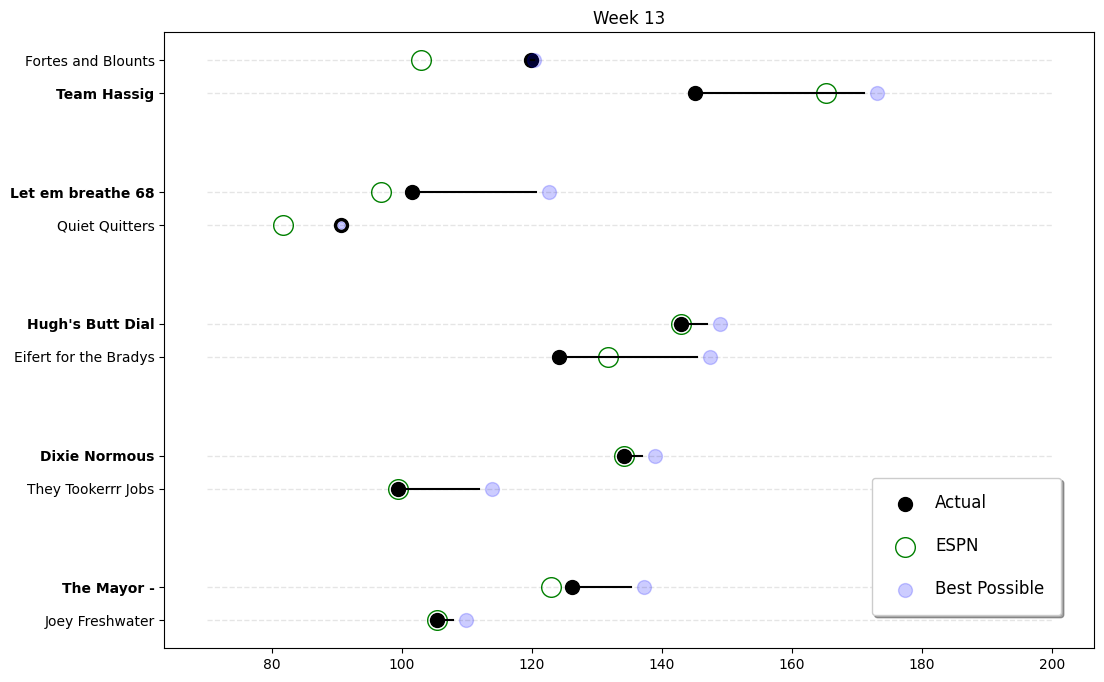 Week 13
Fortes and Blounts
Team Hassig
Let em breathe 68
Quiet Quitters
Hugh's Butt Dial
Eifert for the Bradys
Dixie Normous
They Tookerrr Jobs
The Mayor -
Joey Freshwater
Actual
ESPN
Best Possible
80 100 120 140 160 180 200